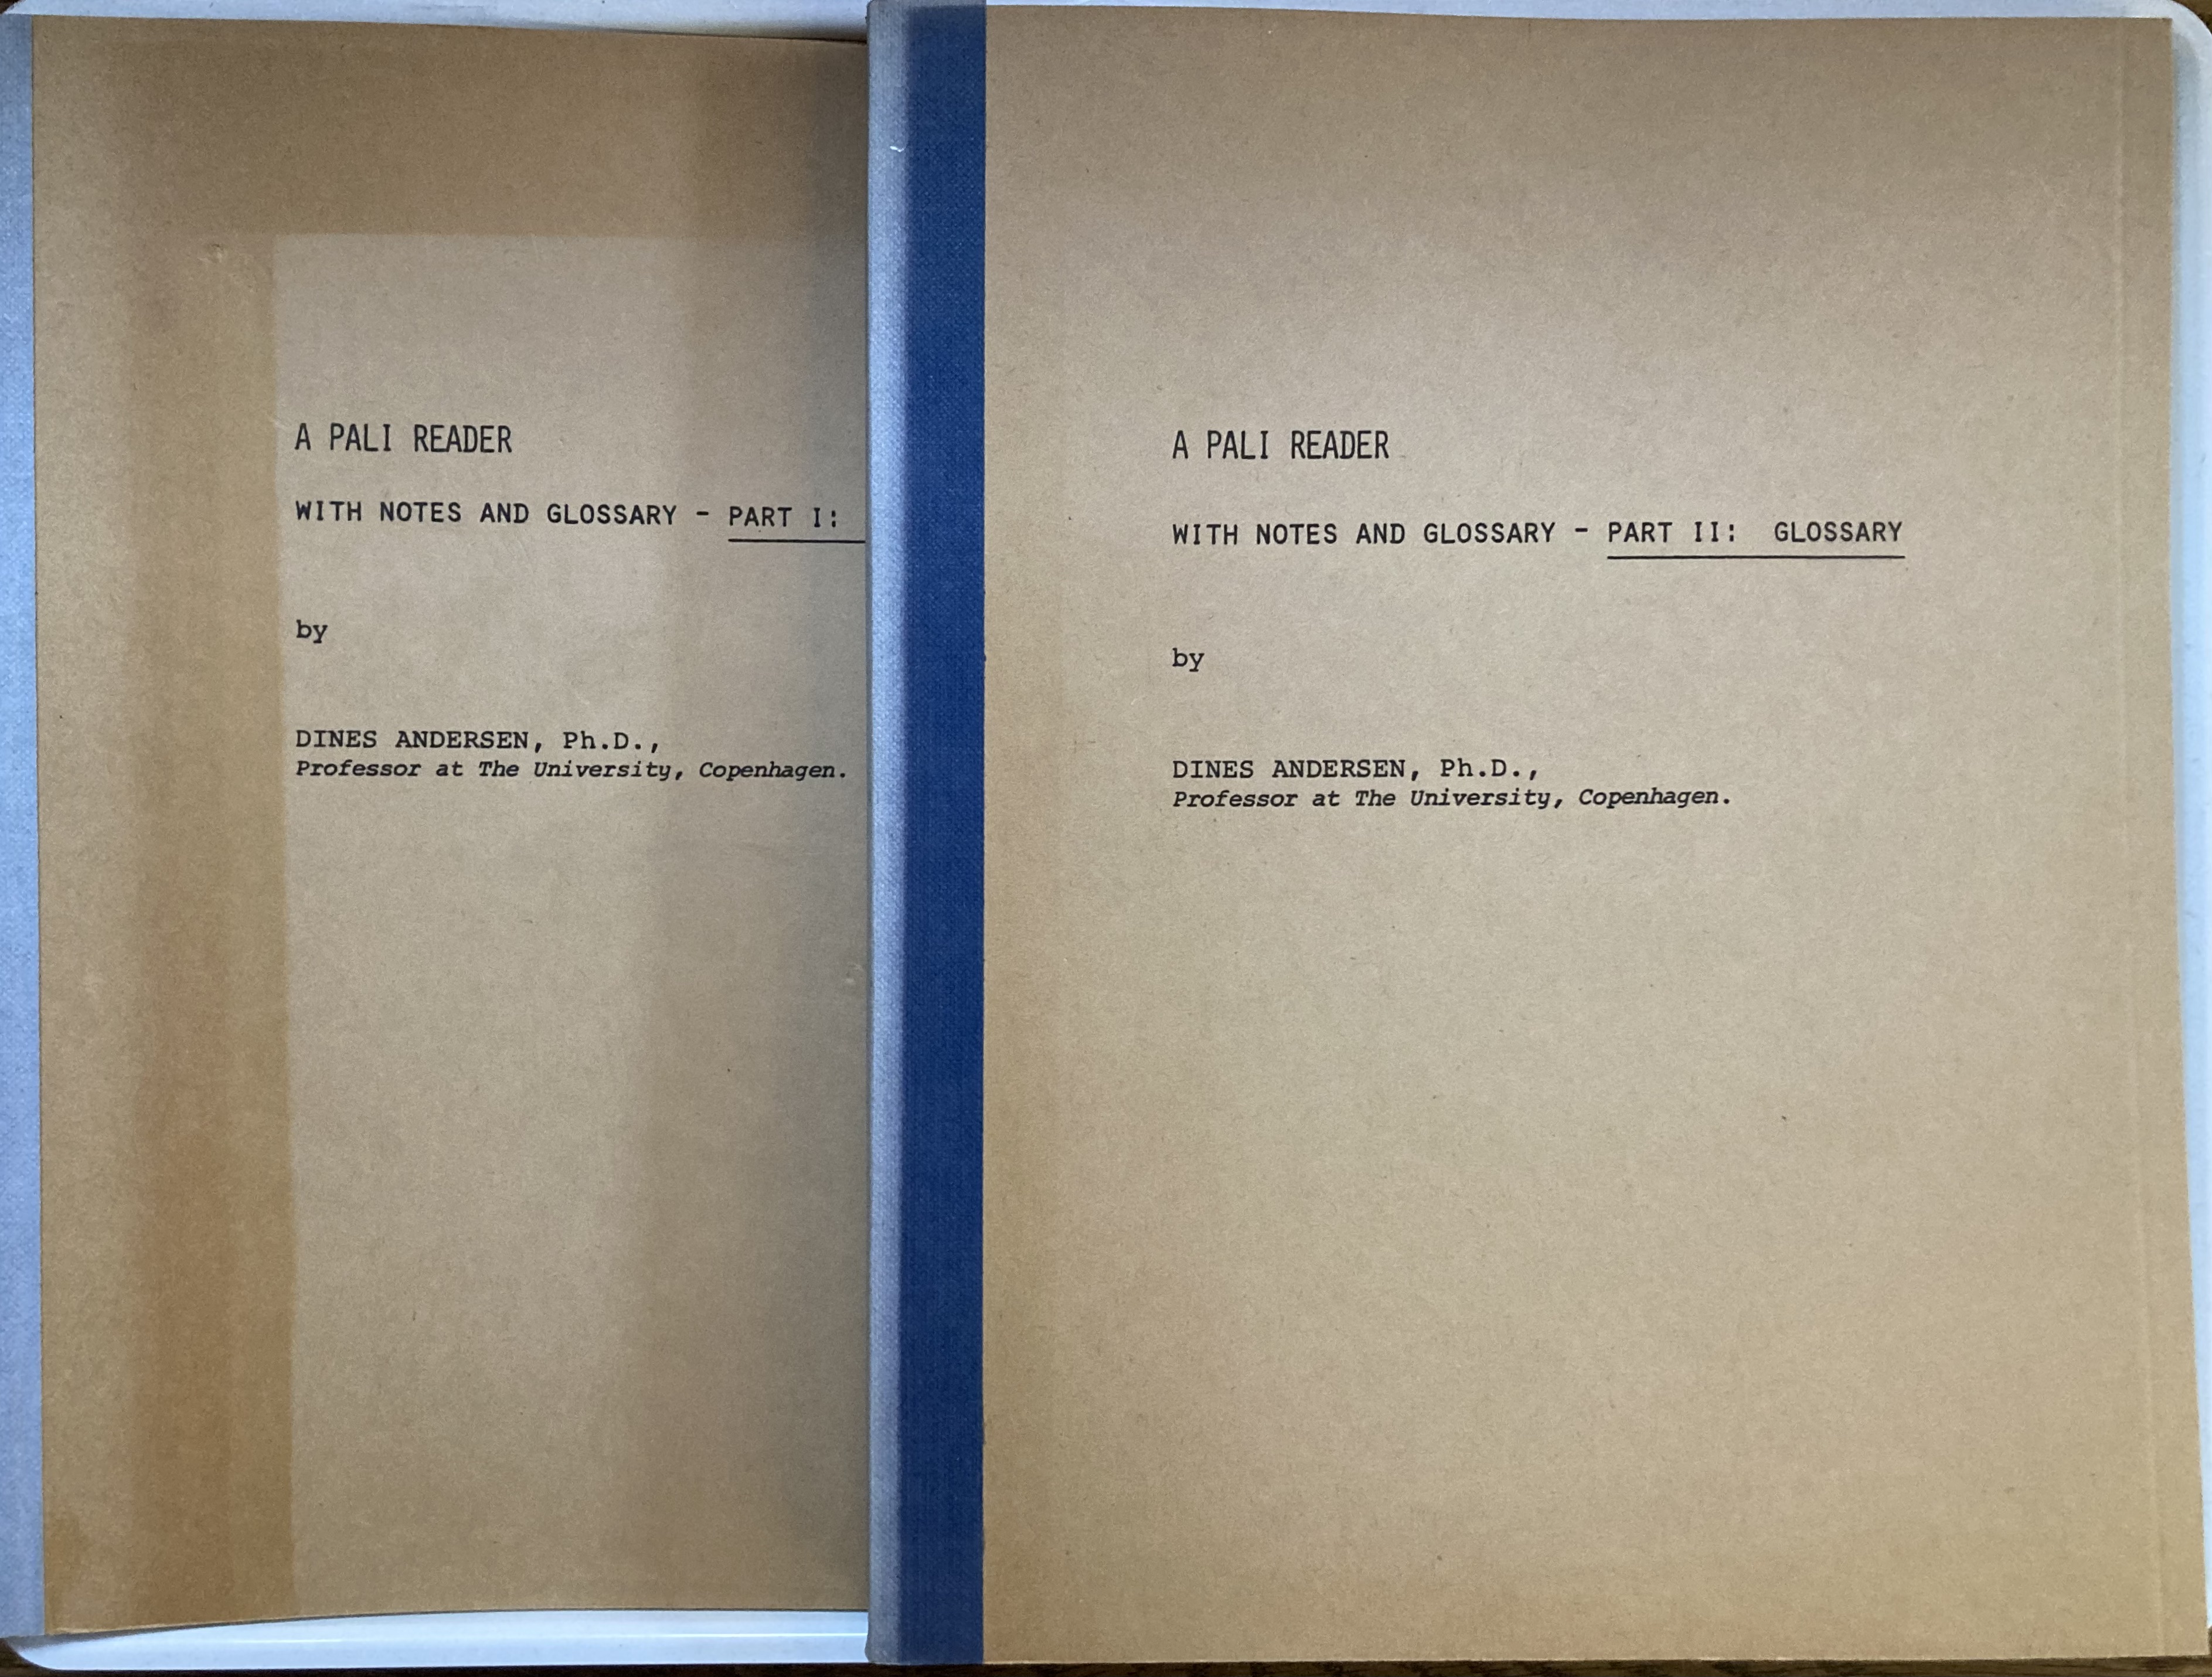 A PALI READER
WITH NOTES AND GLOSSARY - PART I:
by
DINES ANDERSEN, Ph.D.,
Professor at The University, Copenhagen.
A PALI READER
WITH NOTES AND GLOSSARY - PART II: GLOSSARY
by
DINES ANDERSEN, Ph.D.,
Professor at The University, Copenhagen.